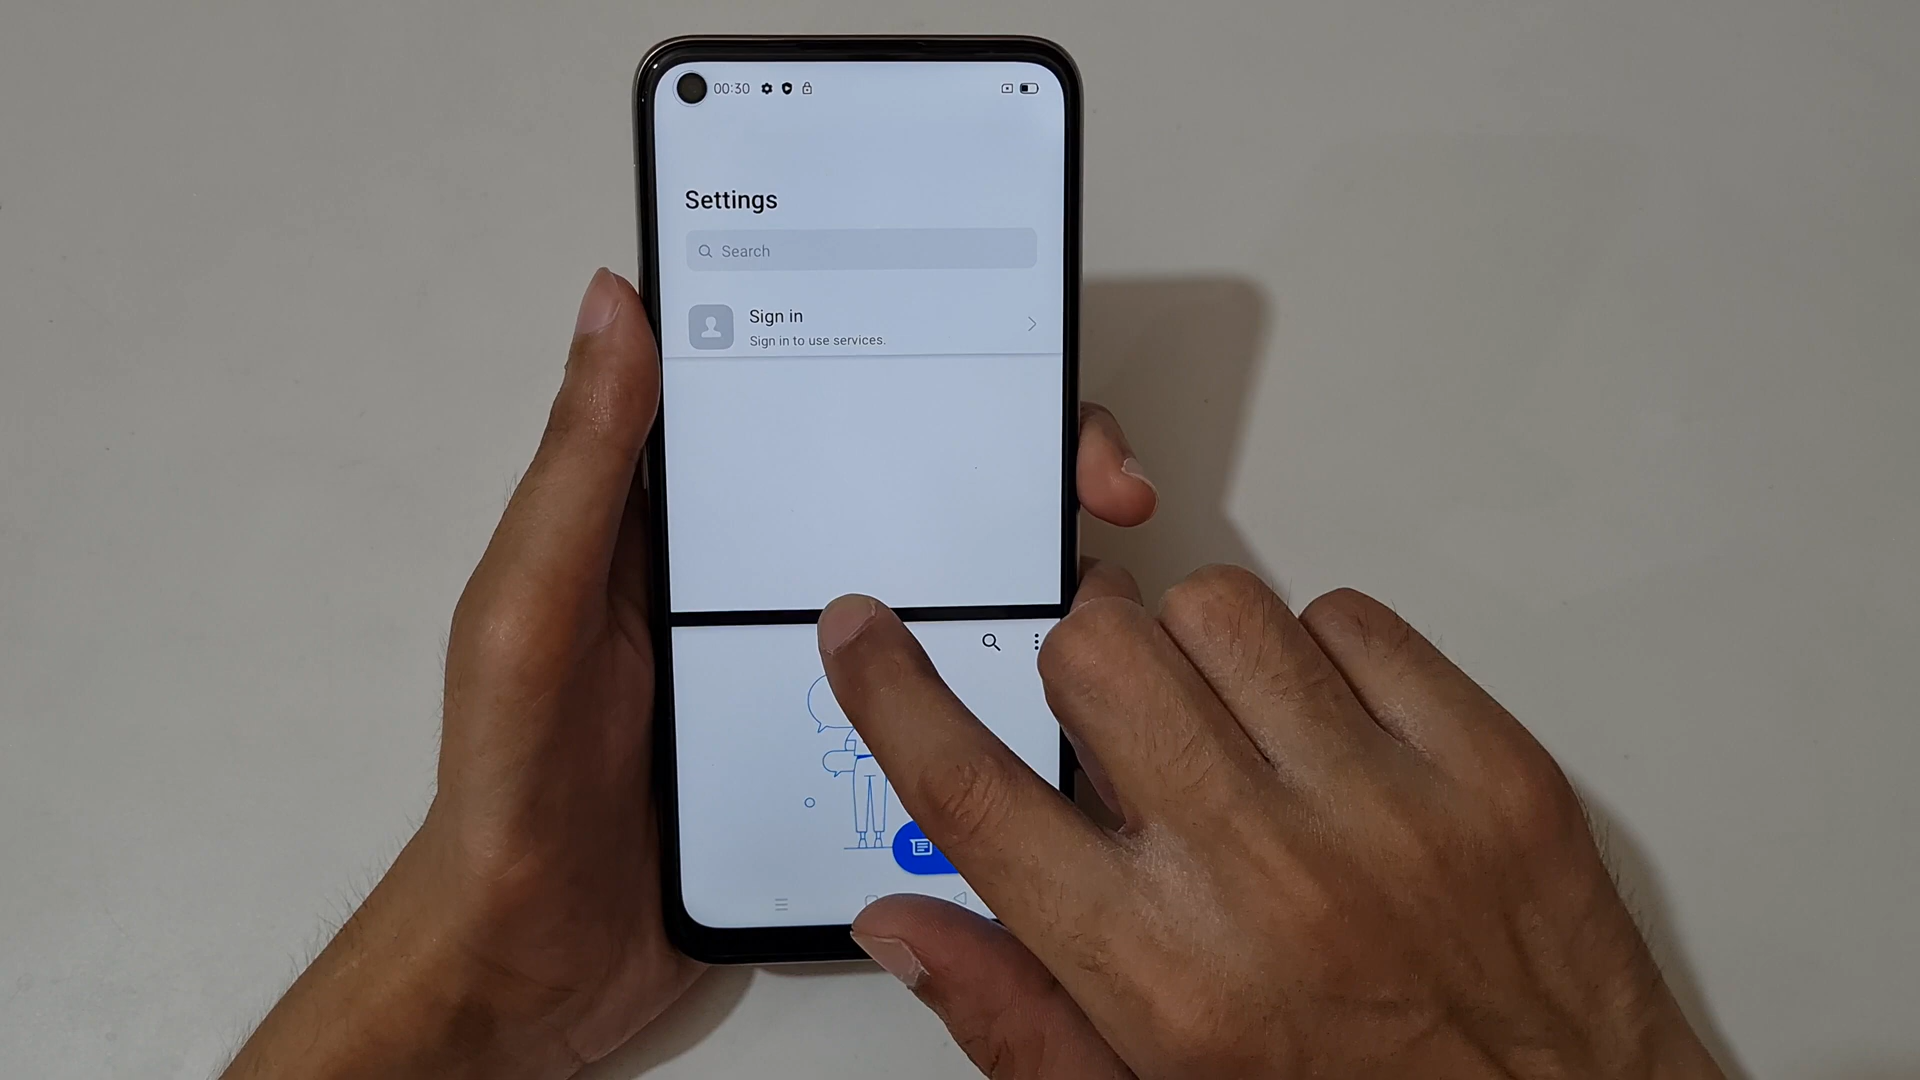 00:30
Settings
Search
Sign in
Sign in to use services.